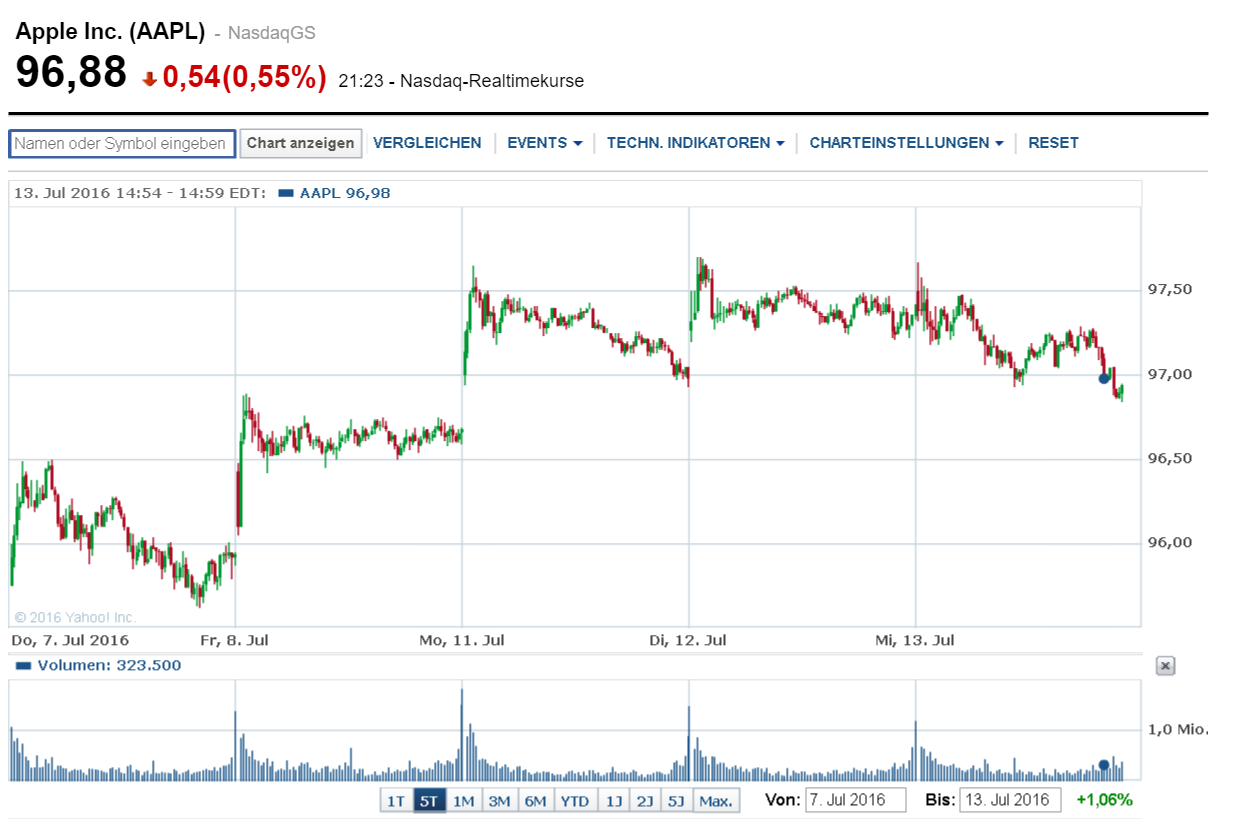 Apple Inc. (AAPL) - NasdaqGS
96,88 0,54(0,55%) 21:23 - Nasdaq-Realtimekurse
Namen oder Symbol eingeben Chart anzeigen VERGLEICHEN EVENTS TECHN. INDIKATOREN CHARTEINSTELLUNGEN RESET
13. Jul 2016 14:54 - 14:59 EDT: AAPL 96,98
97,50
97,00
96,50
96,00
© 2016 Yahoo! Inc.
Do, 7. Jul 2016 Fr, 8. Jul Mo, 11. Jul Di, 12. Jul Mi, 13. Jul
Volumen: 323.500
1,0 Mio.
1T 5T 1M 3M 6M YTD 1J 2J 5J Max. Von: 7. Jul 2016 Bis: 13. Jul 2016 +1,06%